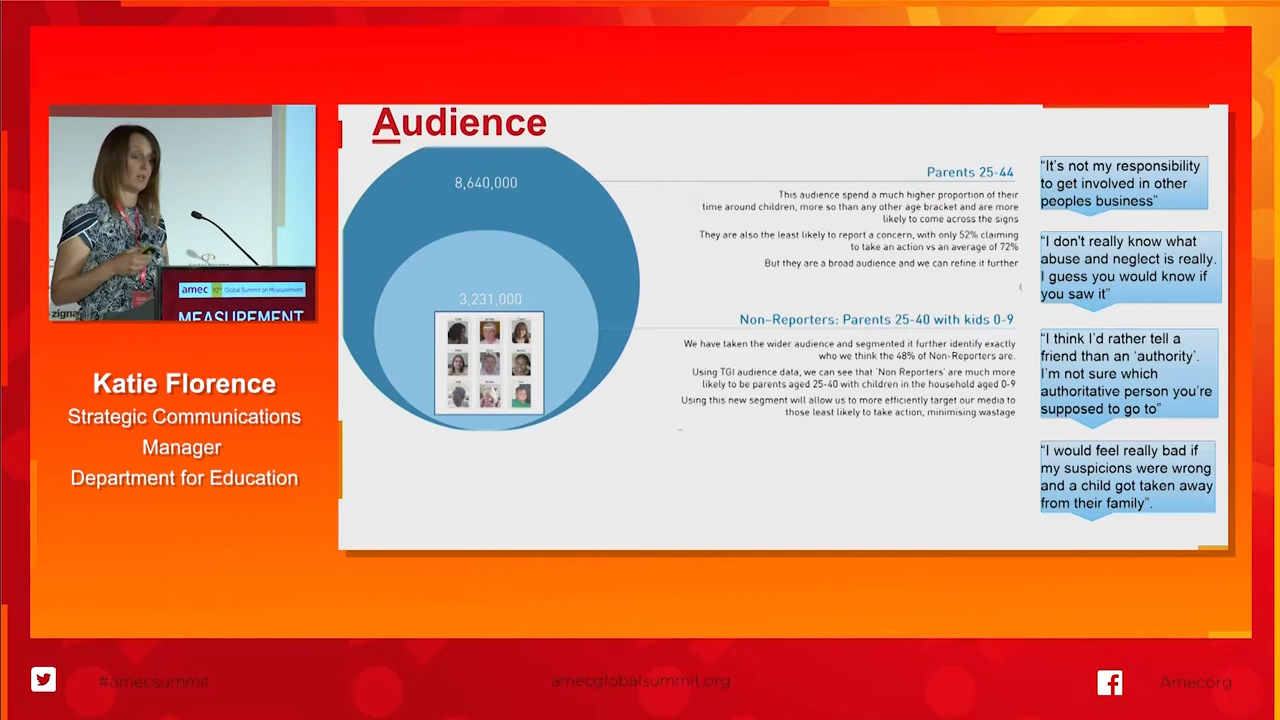 Audience
8,640,000
3,231,000
Parents 25-44
This audience spend a much higher proportion of their
time around children, more so than any other age bracket and are more
likely to come across the signs
They are also the least likely to report a concern, with only 52% claiming
to take an action vs an average of 72%
But they are a broad audience and we can refine it further
Non-Reporters: Parents 25-40 with kids 0-9
We have taken the wider audience and segmented it further identify exactly
who we think the 48% of Non-Reporters are.
Using TGI audience data, we can see that 'Non Reporters' are much more
likely to be parents aged 25-40 with children in the household aged 0-9
Using this new segment will allow us to more efficiently target our media to
those least likely to take action, minimising wastage
“It's not my responsibility
to get involved in other
peoples business”
“I don't really know what
abuse and neglect is really.
I guess you would know if
you saw it”
“I think I'd rather tell a
friend than an ‘authority’.
I'm not sure which
authoritative person you're
supposed to go to”
“I would feel really bad if
my suspicions were wrong
and a child got taken away
from their family”.
zigna
amec 10th Global Summit on Measurement
MEASUREMENT
Katie Florence
Strategic Communications
Manager
Department for Education
#amecsummit
amecglobalsummit.org
Amecorg